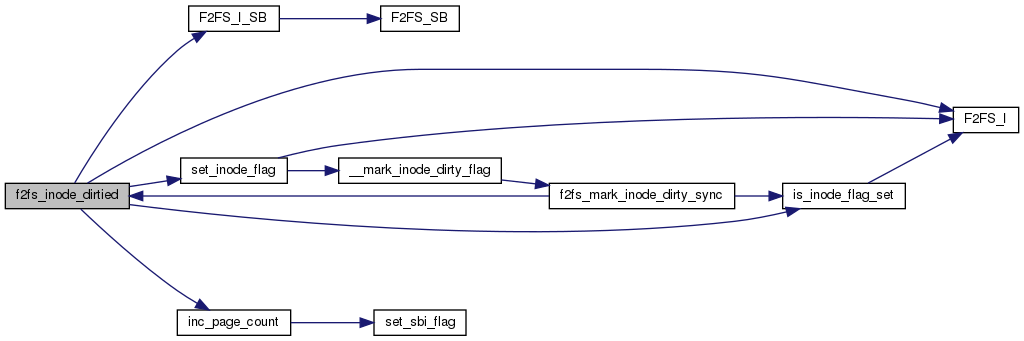 F2FS_I_SB
F2FS_SB
F2FS_I
set_inode_flag
__mark_inode_dirty_flag
f2fs_inode_dirtied
f2fs_mark_inode_dirty_sync
is_inode_flag_set
inc_page_count
set_sbi_flag